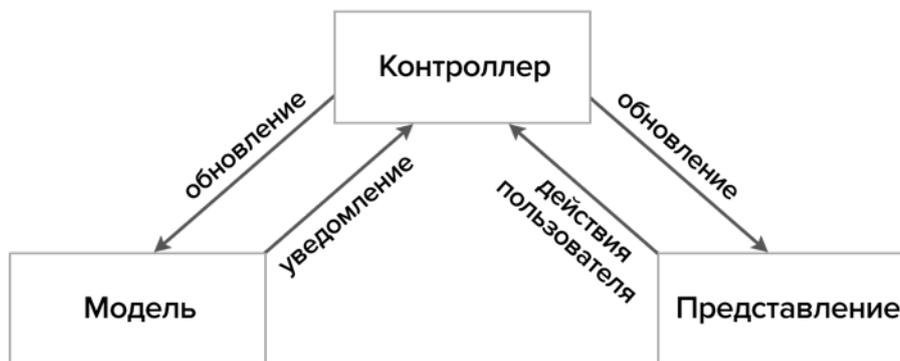 Контроллер
обновление
уведомление
действия
пользователя
обновление
Модель
Представление